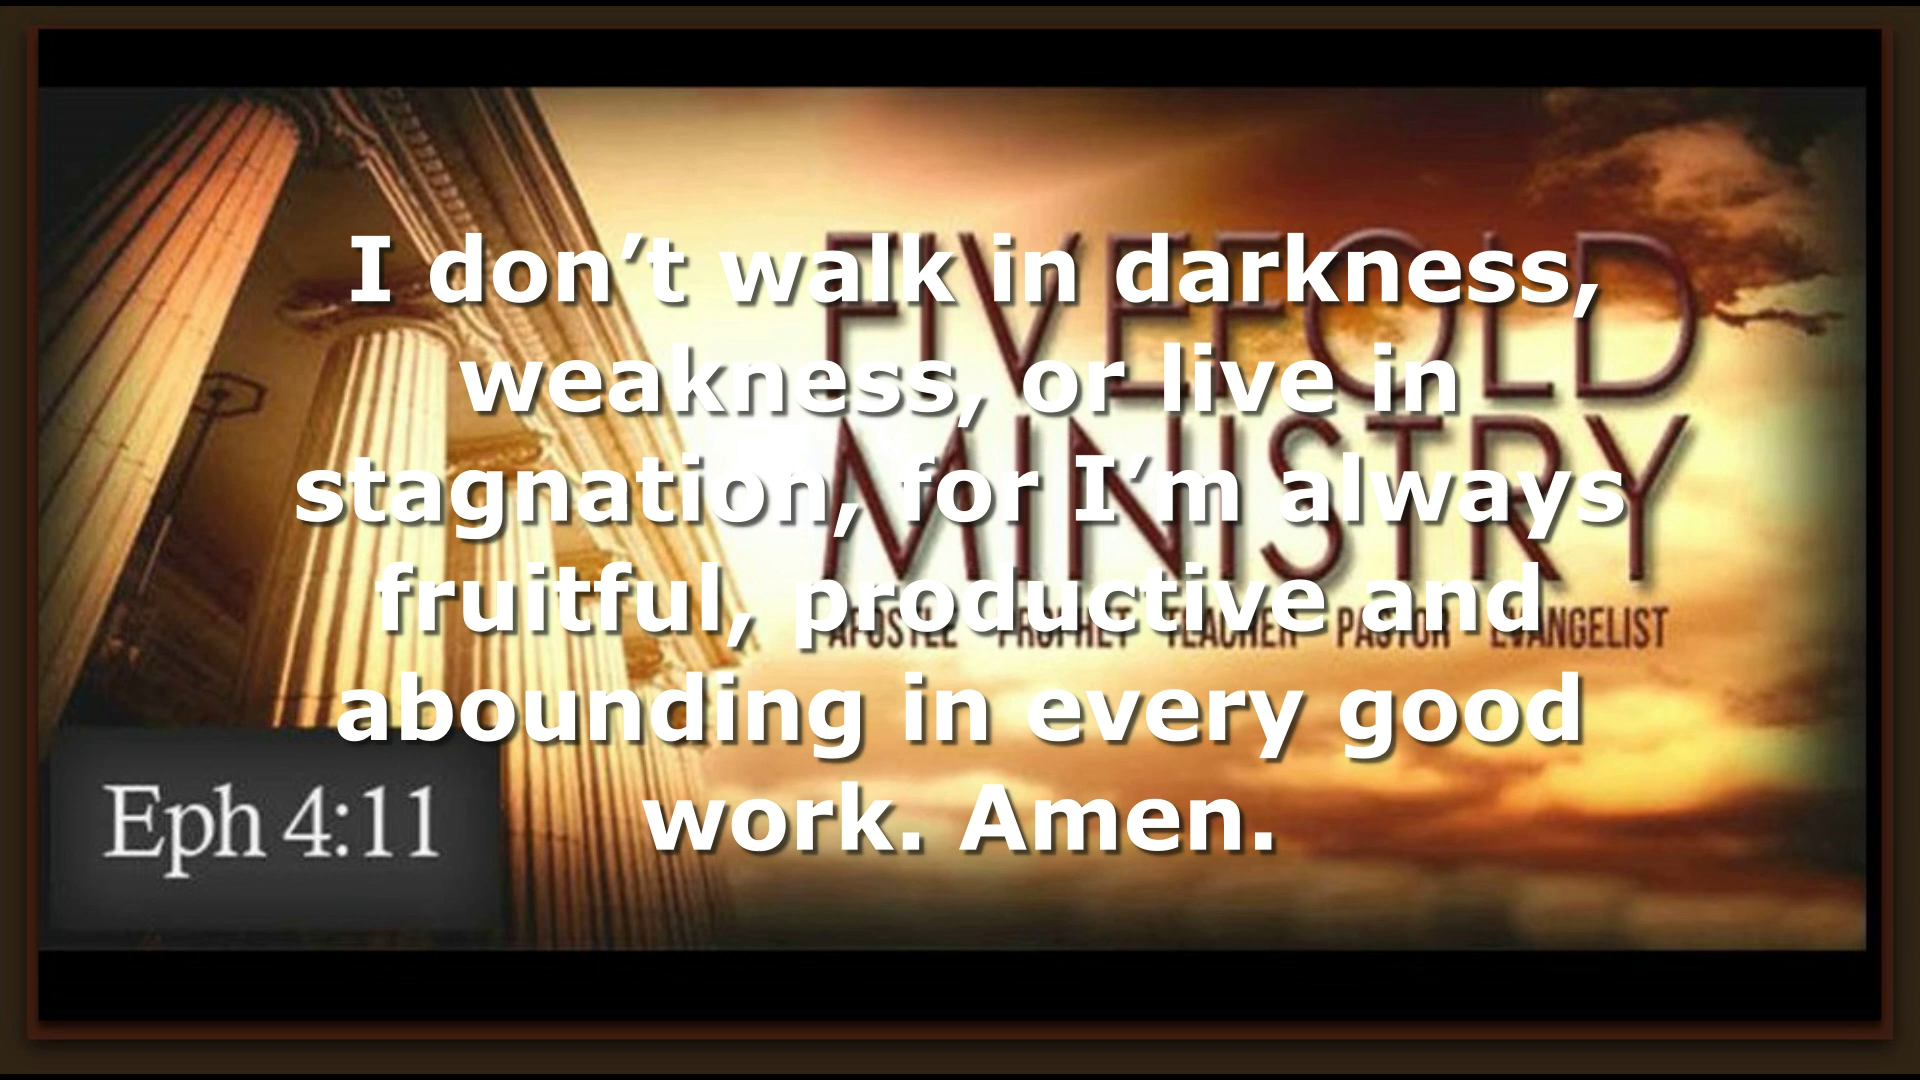 I don’t walk in darkness,
weakness, or live in
stagnation, for I’m always
fruitful, productive and
abounding in every good
work. Amen.
FIVEFOLD
MINISTRY
APOSTLE PROPHET TEACHER PASTOR EVANGELIST
Eph 4:11